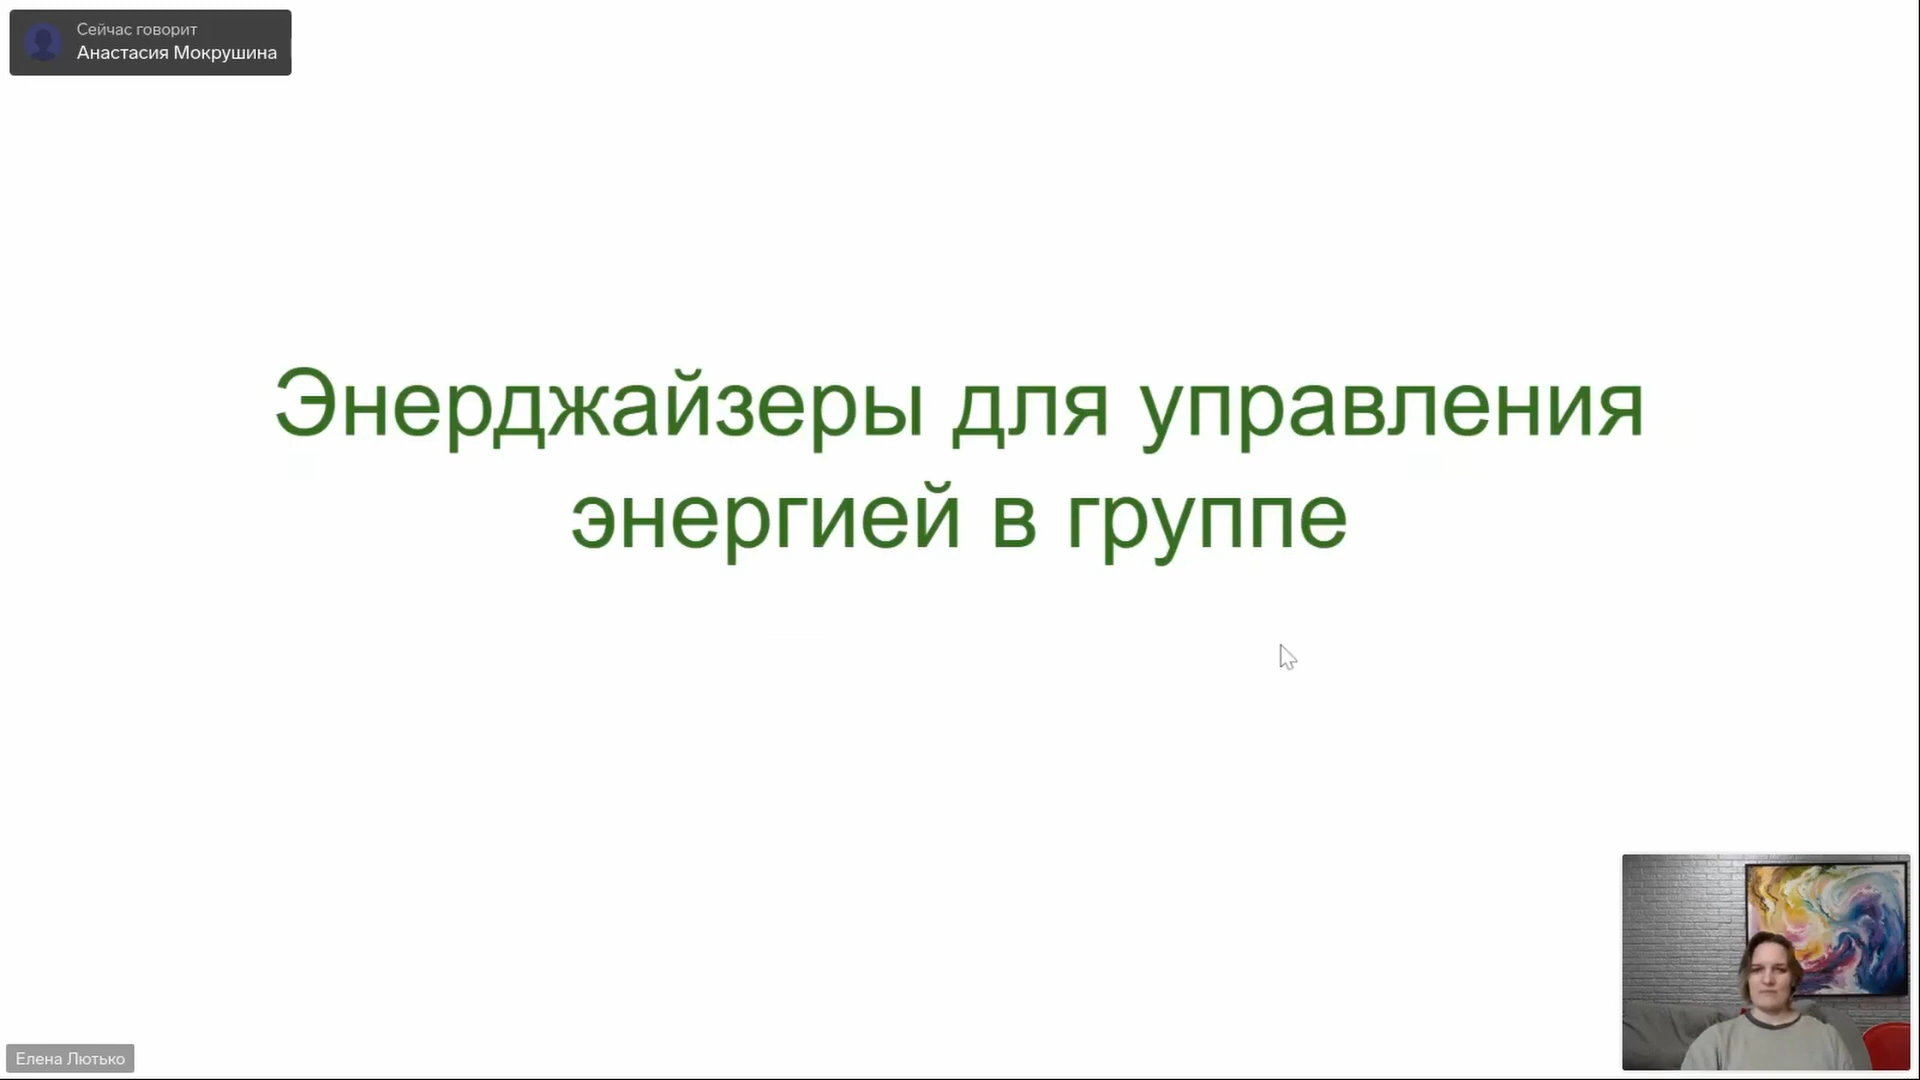 Сейчас говорит
Анастасия Мокрушина
Энерджайзеры для управления
энергией в группе
Елена Лютько